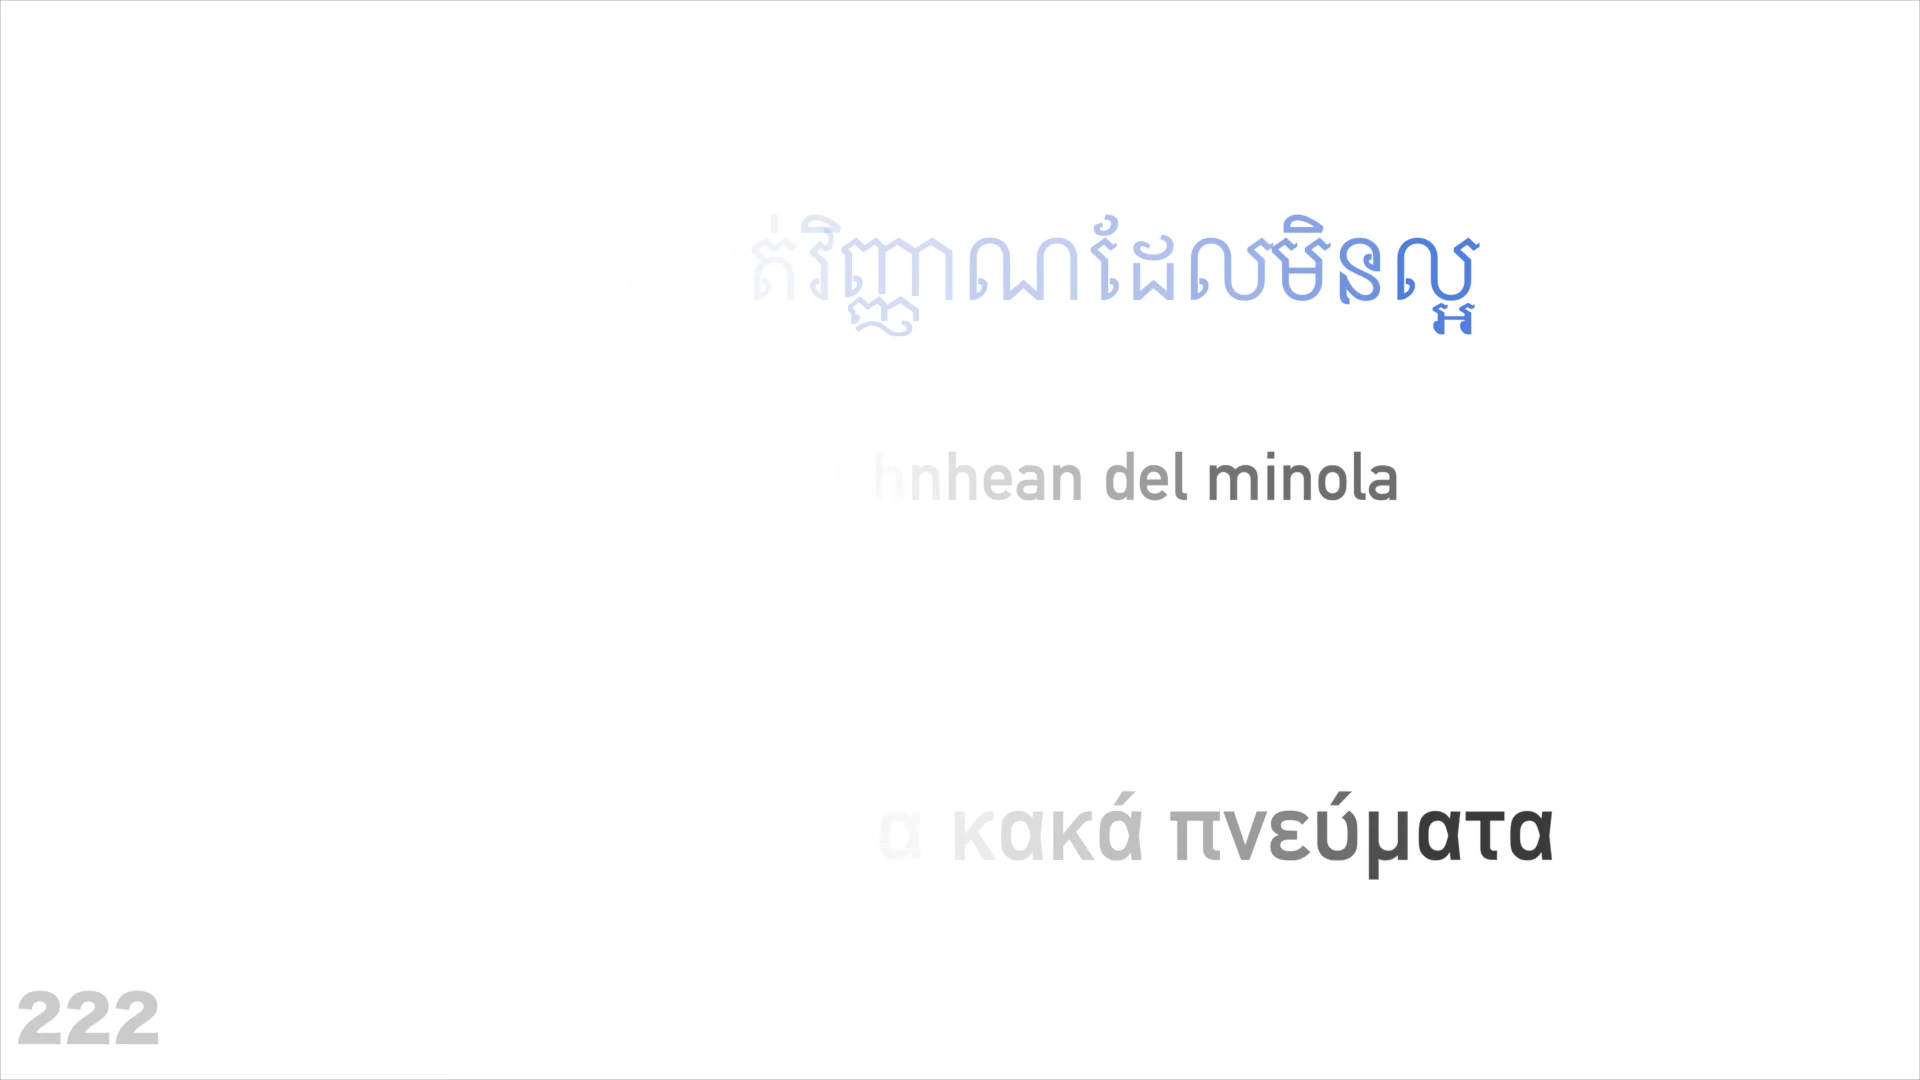 ត់វិញ្ញាណដែលមិនល្អ
hnhean del minola
α κακά πνεύματα
222